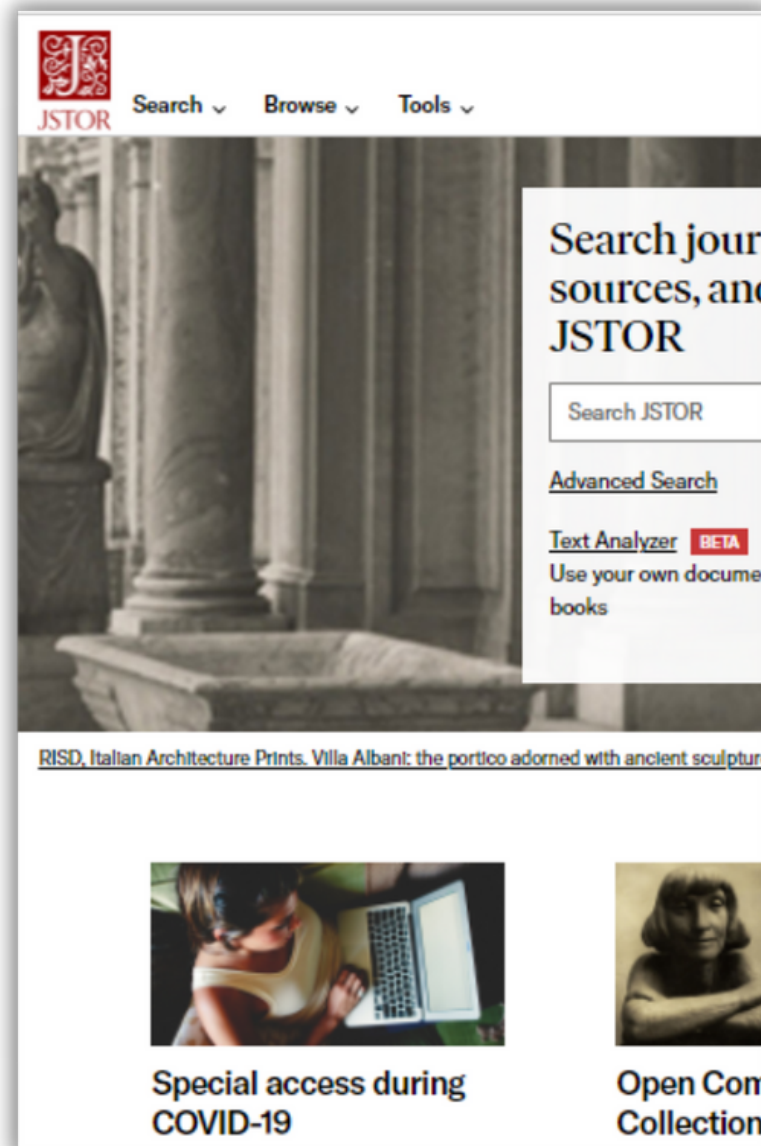 JSTOR
Search Browse Tools
Search jour
sources, and
JSTOR
Search JSTOR
Advanced Search
Text Analyzer BETA
Use your own docume
books
RISD, Italian Architecture Prints. Villa Albani: the portico adorned with ancient sculptur
Special access during
COVID-19
Open Com
Collection